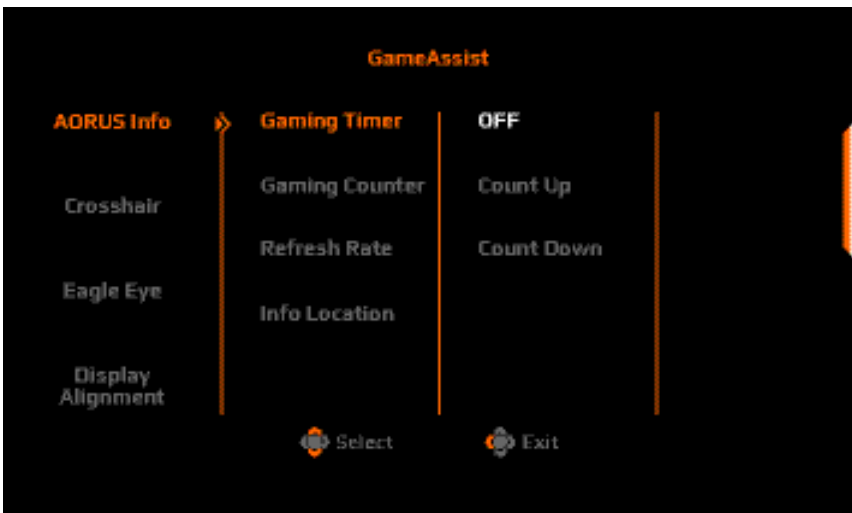 GameAssist
AORUS Info
Crosshair
Eagle Eye
Display
Alignment
Gaming Timer
Gaming Counter
Refresh Rate
Info Location
OFF
Count Up
Count Down
Select
Exit